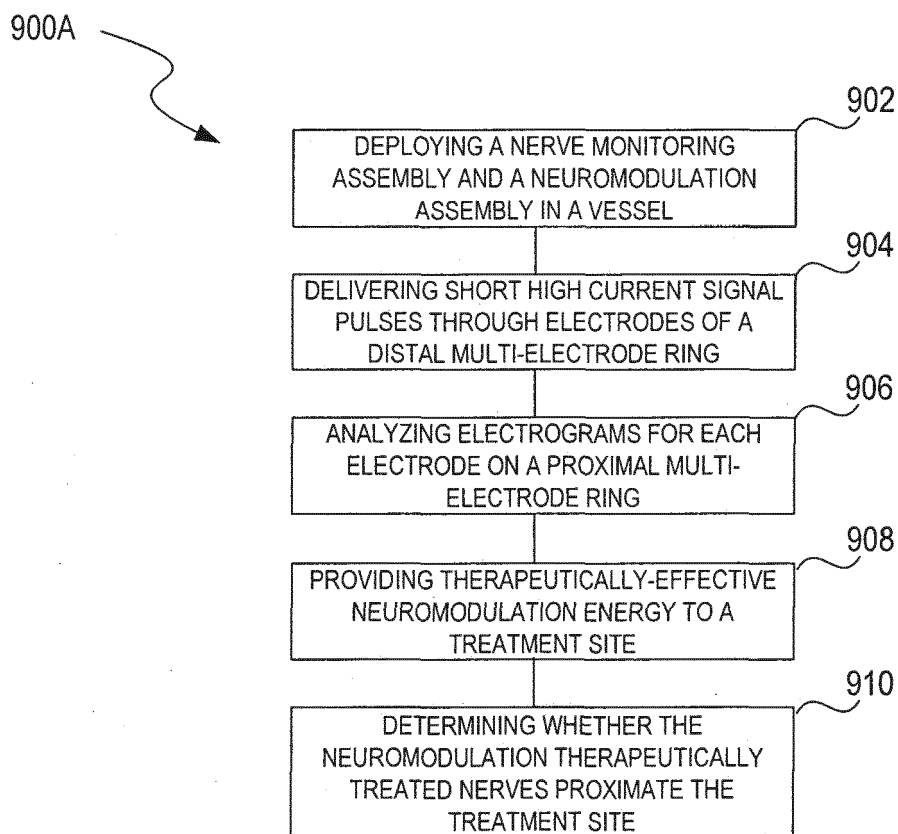 900A
902
DEPLOYING A NERVE MONITORING
ASSEMBLY AND A NEUROMODULATION
ASSEMBLY IN A VESSEL
904
DELIVERING SHORT HIGH CURRENT SIGNAL
PULSES THROUGH ELECTRODES OF A
DISTAL MULTI-ELECTRODE RING
906
ANALYZING ELECTROGRAMS FOR EACH
ELECTRODE ON A PROXIMAL MULTI-
ELECTRODE RING
908
PROVIDING THERAPEUTICALLY-EFFECTIVE
NEUROMODULATION ENERGY TO A
TREATMENT SITE
910
DETERMINING WHETHER THE
NEUROMODULATION THERAPEUTICALLY
TREATED NERVES PROXIMATE THE
TREATMENT SITE